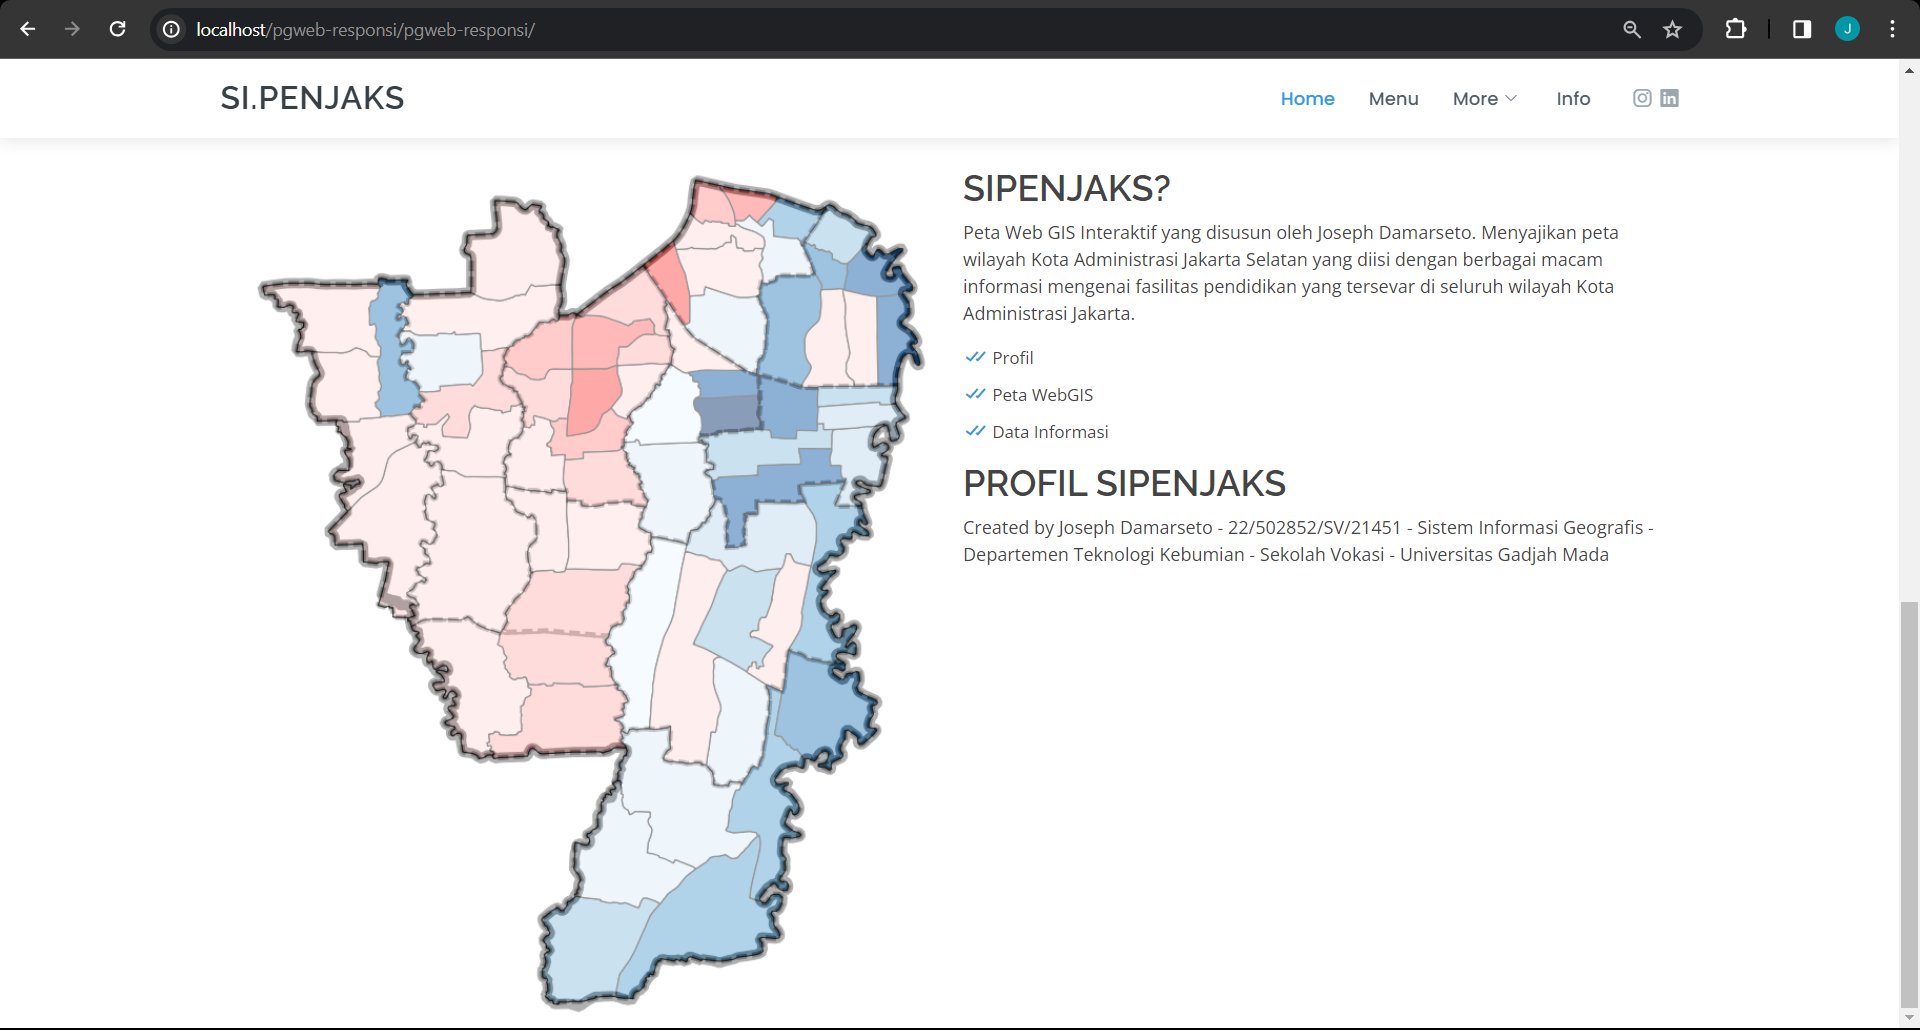 localhost/pgweb-responsi/pgweb-responsi/
J
SI.PENJAKS
Home
Menu
More
Info
SIPENJAKS?
Peta Web GIS Interaktif yang disusun oleh Joseph Damarseto. Menyajikan peta
wilayah Kota Administrasi Jakarta Selatan yang diisi dengan berbagai macam
informasi mengenai fasilitas pendidikan yang tersevar di seluruh wilayah Kota
Administrasi Jakarta.
Profil
Peta WebGIS
Data Informasi
PROFIL SIPENJAKS
Created by Joseph Damarseto - 22/502852/SV/21451 - Sistem Informasi Geografis -
Departemen Teknologi Kebumian - Sekolah Vokasi - Universitas Gadjah Mada